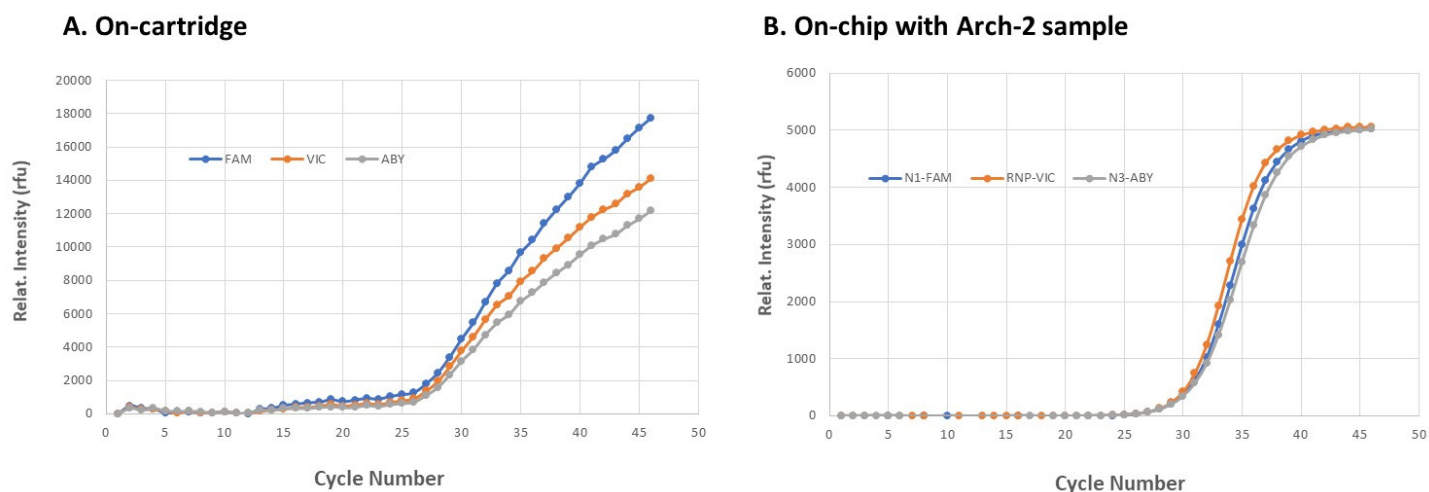 A. On-cartridge
Relat. Intensity (rfu)
20000
18000
16000
14000
12000
10000
8000
6000
4000
2000
0
FAM VIC ABY
0 5 10 15 20 25 30 35 40 45 50
Cycle Number
B. On-chip with Arch-2 sample
Relat. Intensity (rfu)
6000
5000
4000
3000
2000
1000
0
N1-FAM RNP-VIC N3-ABY
0 5 10 15 20 25 30 35 40 45 50
Cycle Number